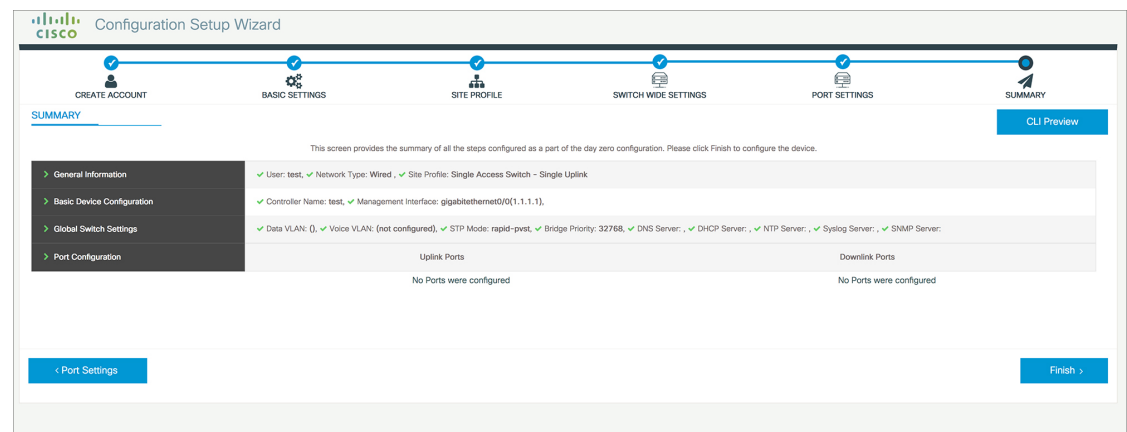 CISCO
Configuration Setup Wizard
CREATE ACCOUNT
BASIC SETTINGS
SITE PROFILE
SWITCH WIDE SETTINGS
PORT SETTINGS
SUMMARY
SUMMARY
CLI Preview
This screen provides the summary of all the steps configured as a part of the day zero configuration. Please click Finish to configure the device.
> General Information
✓ User: test, ✓ Network Type: Wired , ✓ Site Profile: Single Access Switch - Single Uplink
> Basic Device Configuration
✓ Controller Name: test, ✓ Management Interface: gigabitethernet0/0(1.1.1.1),
> Global Switch Settings
✓ Data VLAN: (), ✓ Voice VLAN: (not configured), ✓ STP Mode: rapid-pvst, ✓ Bridge Priority: 32768, ✓ DNS Server: , ✓ DHCP Server: , ✓ NTP Server: , ✓ Syslog Server: , ✓ SNMP Server:
> Port Configuration
Uplink Ports
Downlink Ports
No Ports were configured
No Ports were configured
< Port Settings
Finish >